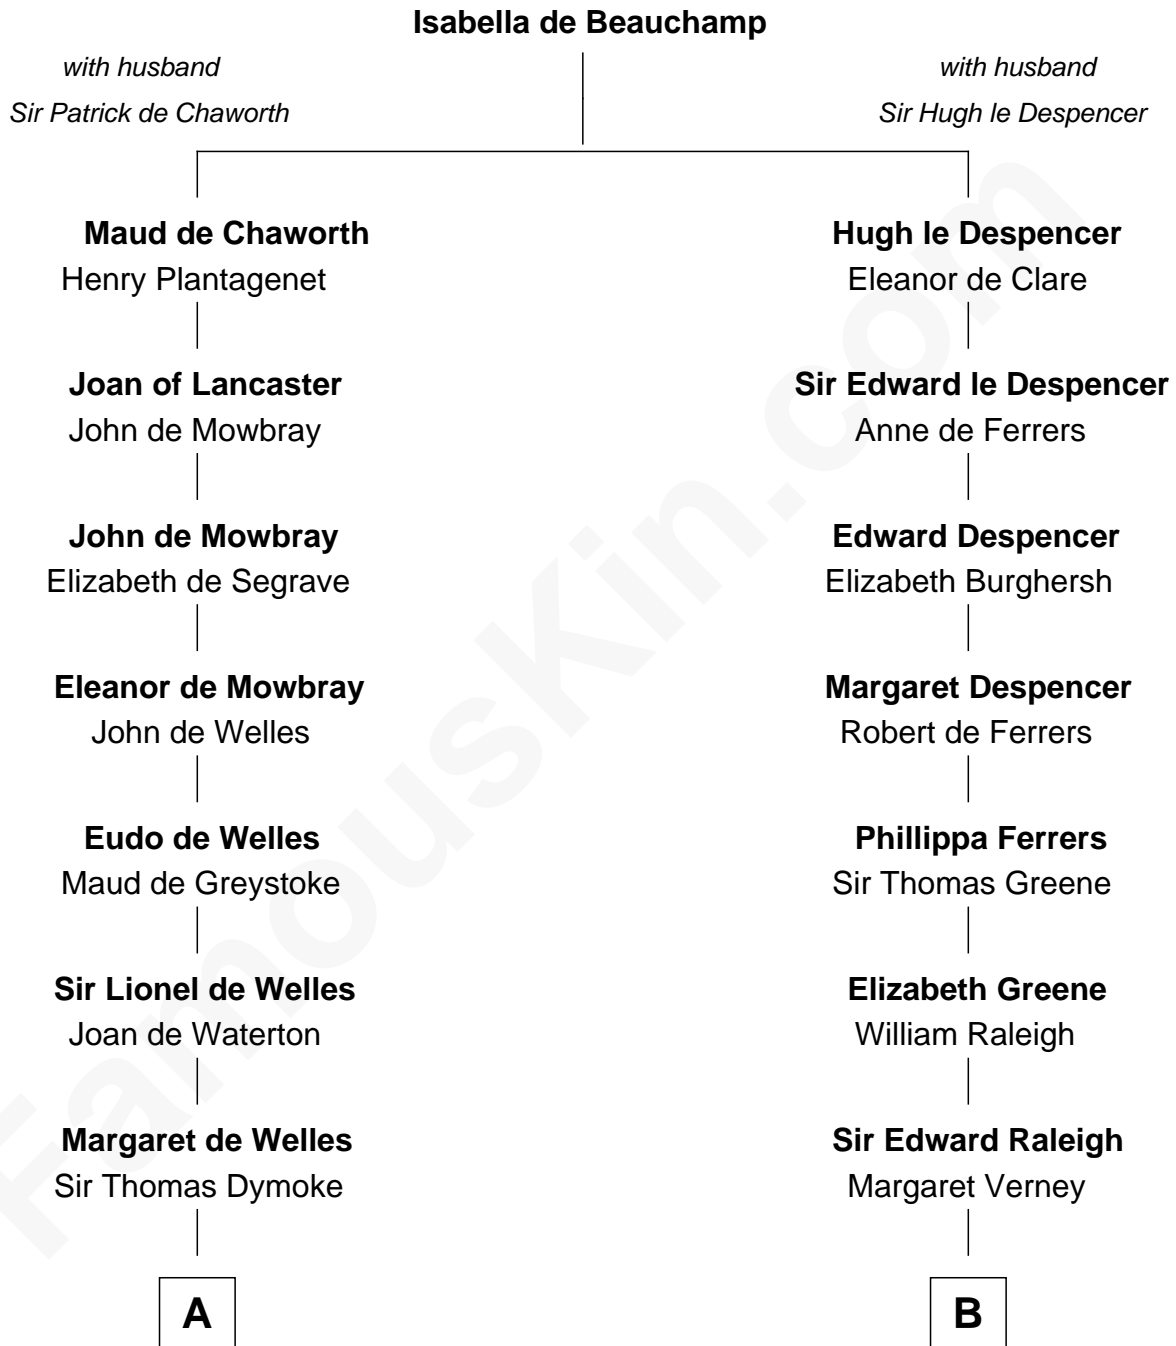 Isabella de Beauchamp
with husband
Sir Patrick de Chaworth
with husband
Sir Hugh le Despencer
Maud de Chaworth
Henry Plantagenet
Hugh le Despencer
Eleanor de Clare
Joan of Lancaster
John de Mowbray
Sir Edward le Despencer
Anne de Ferrers
John de Mowbray
Elizabeth de Segrave
Edward Despencer
Elizabeth Burghersh
Eleanor de Mowbray
John de Welles
Margaret Despencer
Robert de Ferrers
Eudo de Welles
Maud de Greystoke
Phillippa Ferrers
Sir Thomas Greene
Sir Lionel de Welles
Joan de Waterton
Elizabeth Greene
William Raleigh
Margaret de Welles
Sir Thomas Dymoke
Sir Edward Raleigh
Margaret Verney
A
B
FamousKin.com